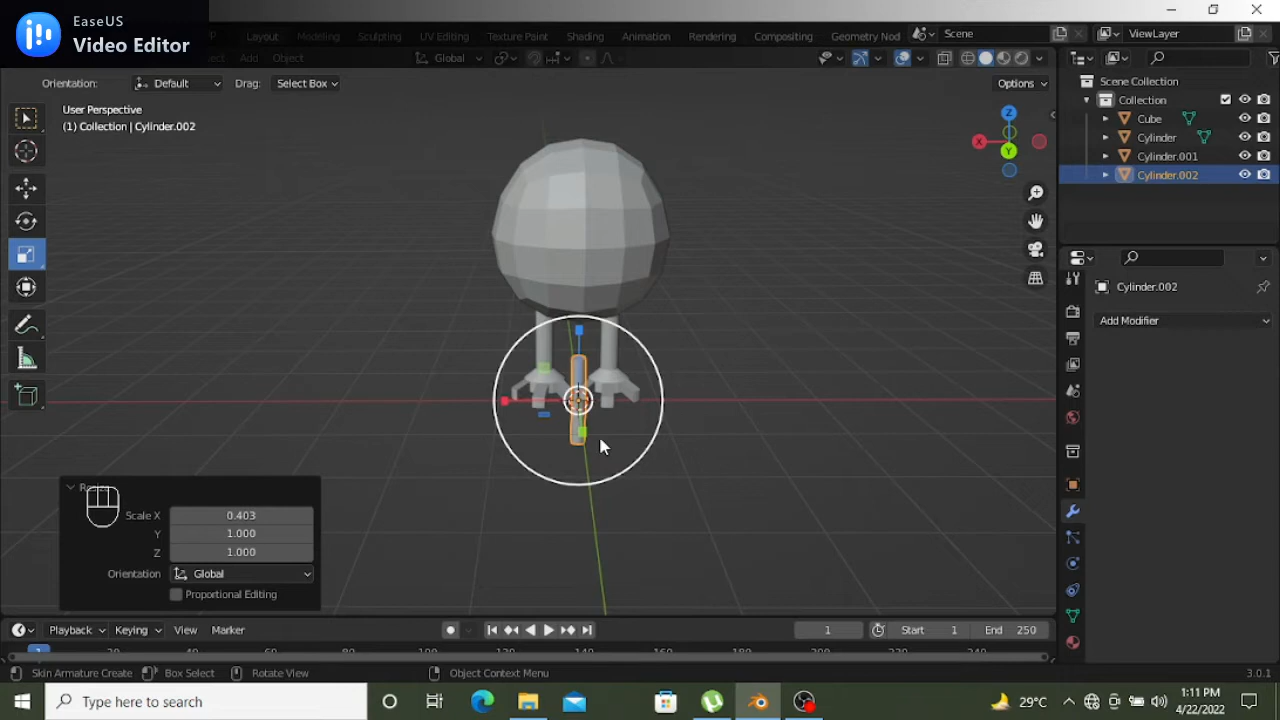 EaseUS
Video Editor
Layout Modeling Sculpting UV Editing Texture Paint Shading Animation Rendering Compositing Geometry Nod Scene ViewLayer
Add Object Global
Orientation: Default Drag: Select Box Options
User Perspective
(1) Collection | Cylinder.002
Z
X
Y
Scene Collection
Collection
Cube
Cylinder
Cylinder.001
Cylinder.002
Cylinder.002
Add Modifier
Scale X 0.403
Y 1.000
Z 1.000
Orientation Global
Proportional Editing
Playback Keying View Marker 1 Start 1 End 250
Skin Armature Create Box Select Rotate View Object Context Menu 3.0.1
Type here to search 29°C 1:11 PM
4/22/2022